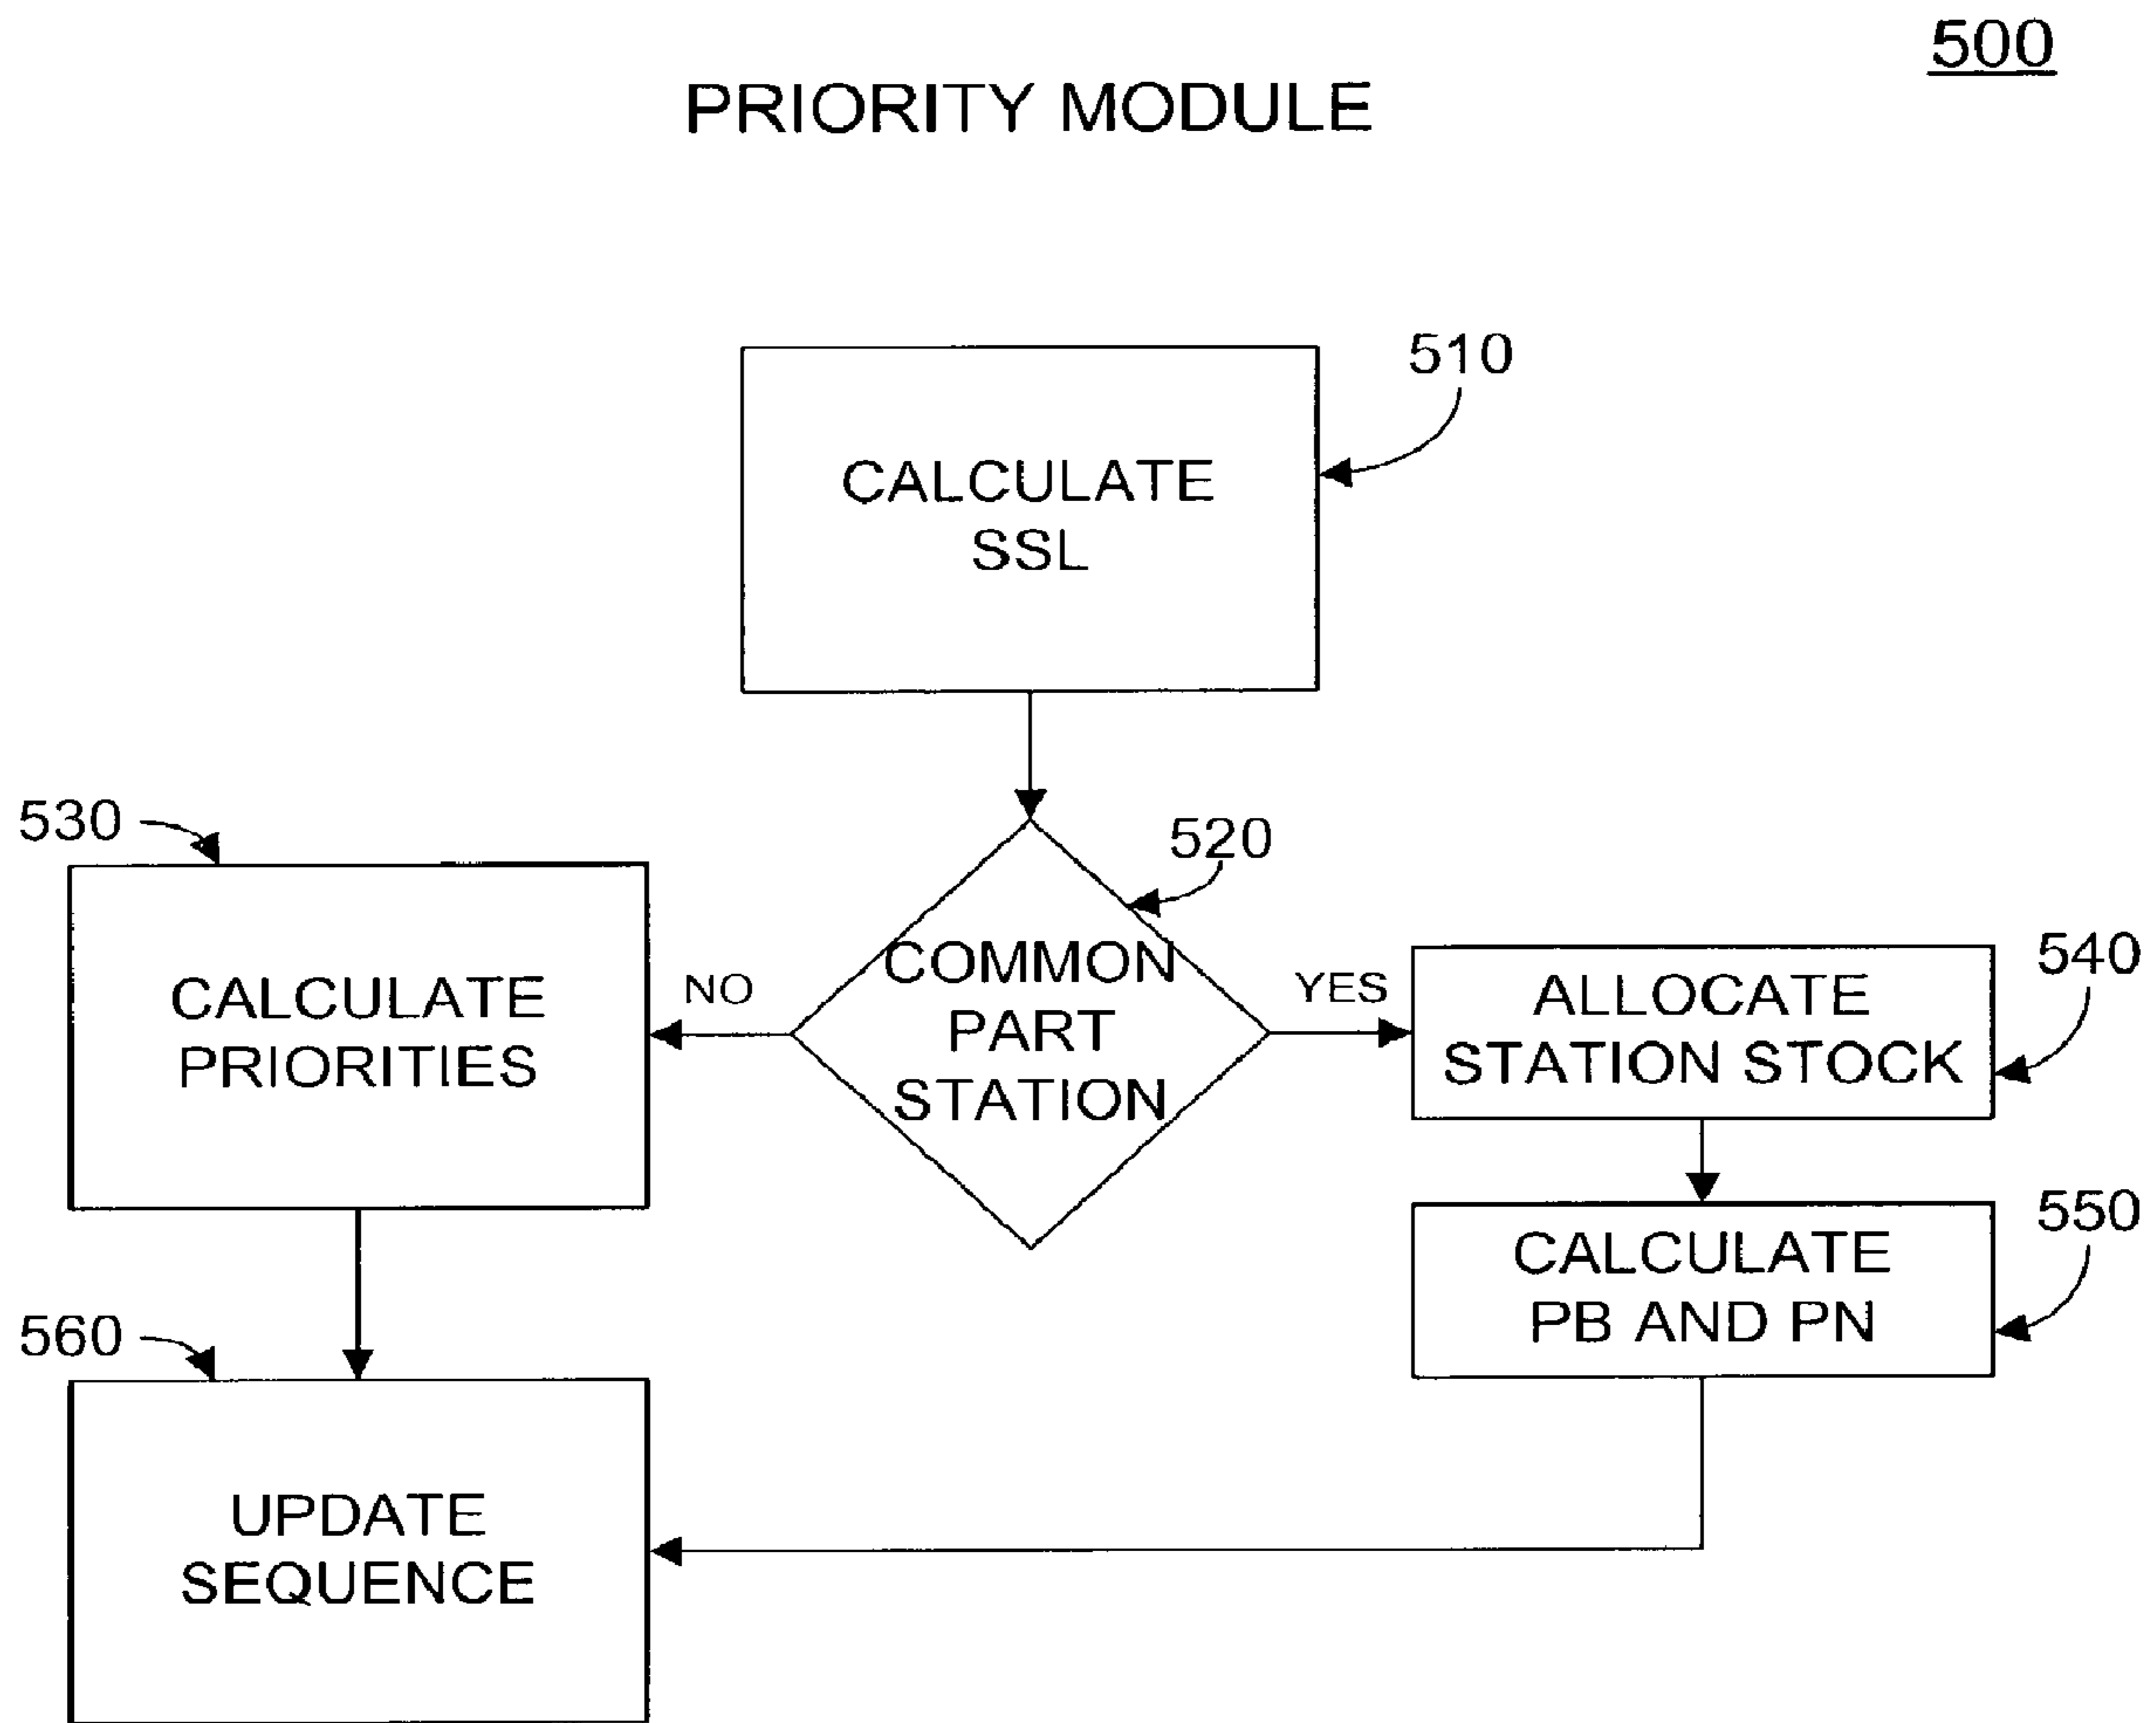 500
PRIORITY MODULE
510
CALCULATE
SSL
530
520
COMMON
PART
STATION
NO
YES
CALCULATE
PRIORITIES
540
ALLOCATE
STATION STOCK
550
CALCULATE
PB AND PN
560
UPDATE
SEQUENCE